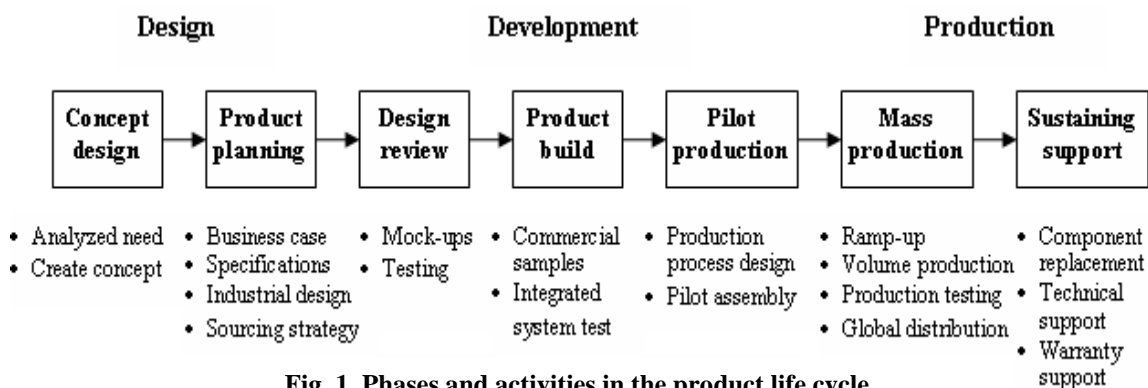 Design
Development
Production
Concept
design
Product
planning
Design
review
Product
build
Pilot
production
Mass
production
Sustaining
support
• Analyzed need
• Create concept
• Business case
• Specifications
• Industrial design
• Sourcing strategy
• Mock-ups
• Testing
• Commercial
samples
• Integrated
system test
• Production
process design
• Pilot assembly
• Ramp-up
• Volume production
• Production testing
• Global distribution
• Component
replacement
• Technical
support
• Warranty
support
Fig. 1. Phases and activities in the product life cycle